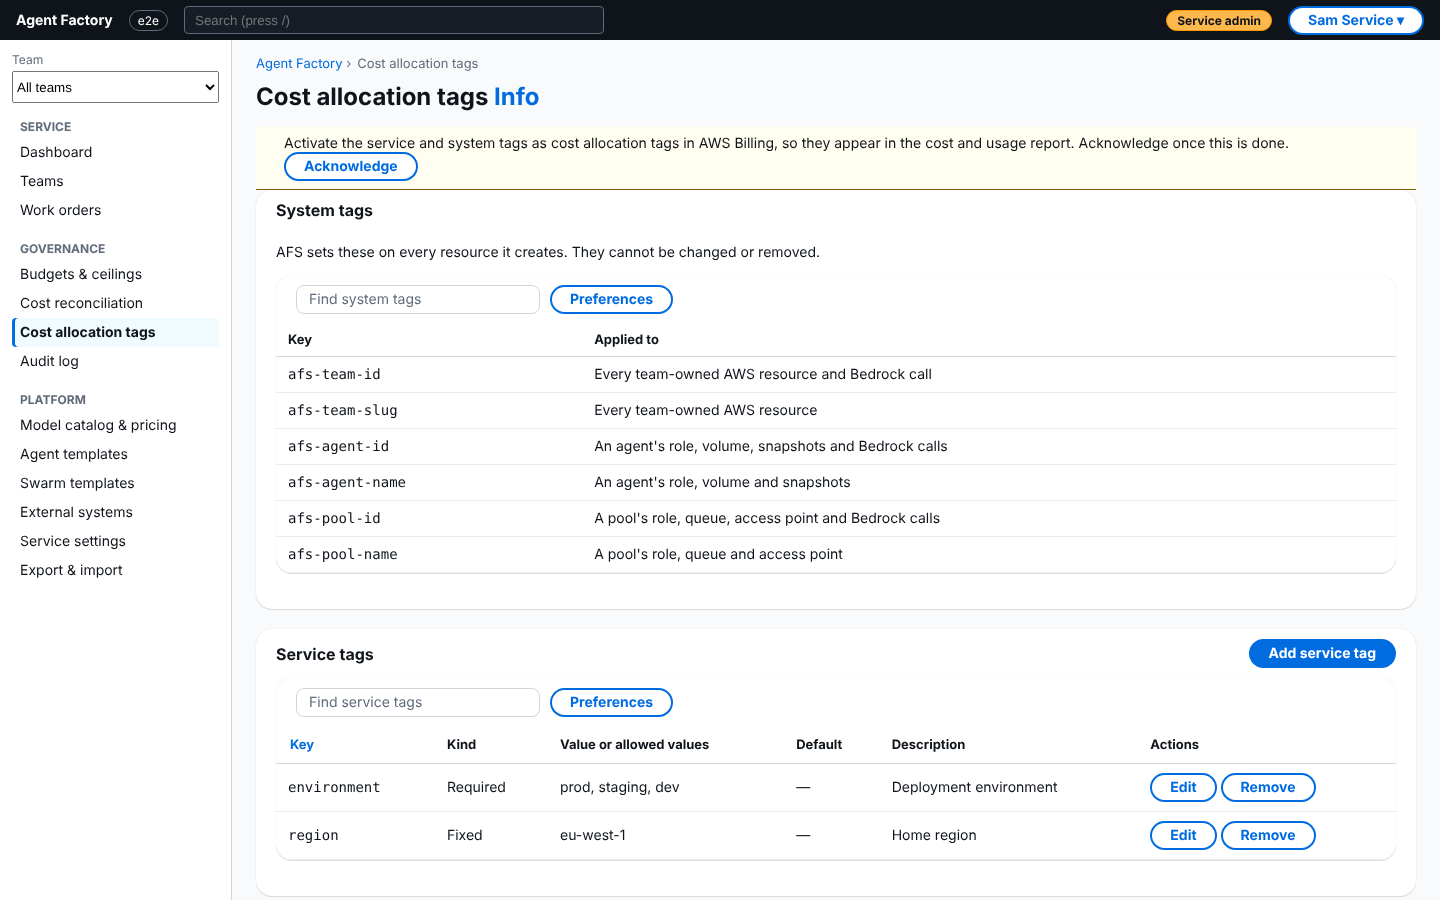 Agent Factory e2e Search (press /) Service admin Sam Service ▾
Team
All teams
SERVICE
Dashboard
Teams
Work orders
GOVERNANCE
Budgets & ceilings
Cost reconciliation
Cost allocation tags
Audit log
PLATFORM
Model catalog & pricing
Agent templates
Swarm templates
External systems
Service settings
Export & import
Agent Factory › Cost allocation tags
Cost allocation tags Info
Activate the service and system tags as cost allocation tags in AWS Billing, so they appear in the cost and usage report. Acknowledge once this is done.
Acknowledge
System tags
AFS sets these on every resource it creates. They cannot be changed or removed.
Find system tags Preferences
Key Applied to
afs-team-id Every team-owned AWS resource and Bedrock call
afs-team-slug Every team-owned AWS resource
afs-agent-id An agent's role, volume, snapshots and Bedrock calls
afs-agent-name An agent's role, volume and snapshots
afs-pool-id A pool's role, queue, access point and Bedrock calls
afs-pool-name A pool's role, queue and access point
Service tags Add service tag
Find service tags Preferences
Key Kind Value or allowed values Default Description Actions
environment Required prod, staging, dev — Deployment environment Edit Remove
region Fixed eu-west-1 — Home region Edit Remove